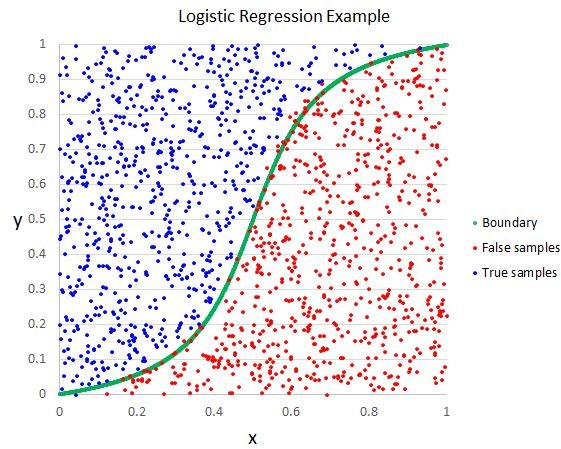 Logistic Regression Example
1
0.9
0.8
0.7
0.6
y
0.5
0.4
0.3
0.2
0.1
0
0 0.2 0.4 0.6 0.8 1
x
Boundary
False samples
True samples